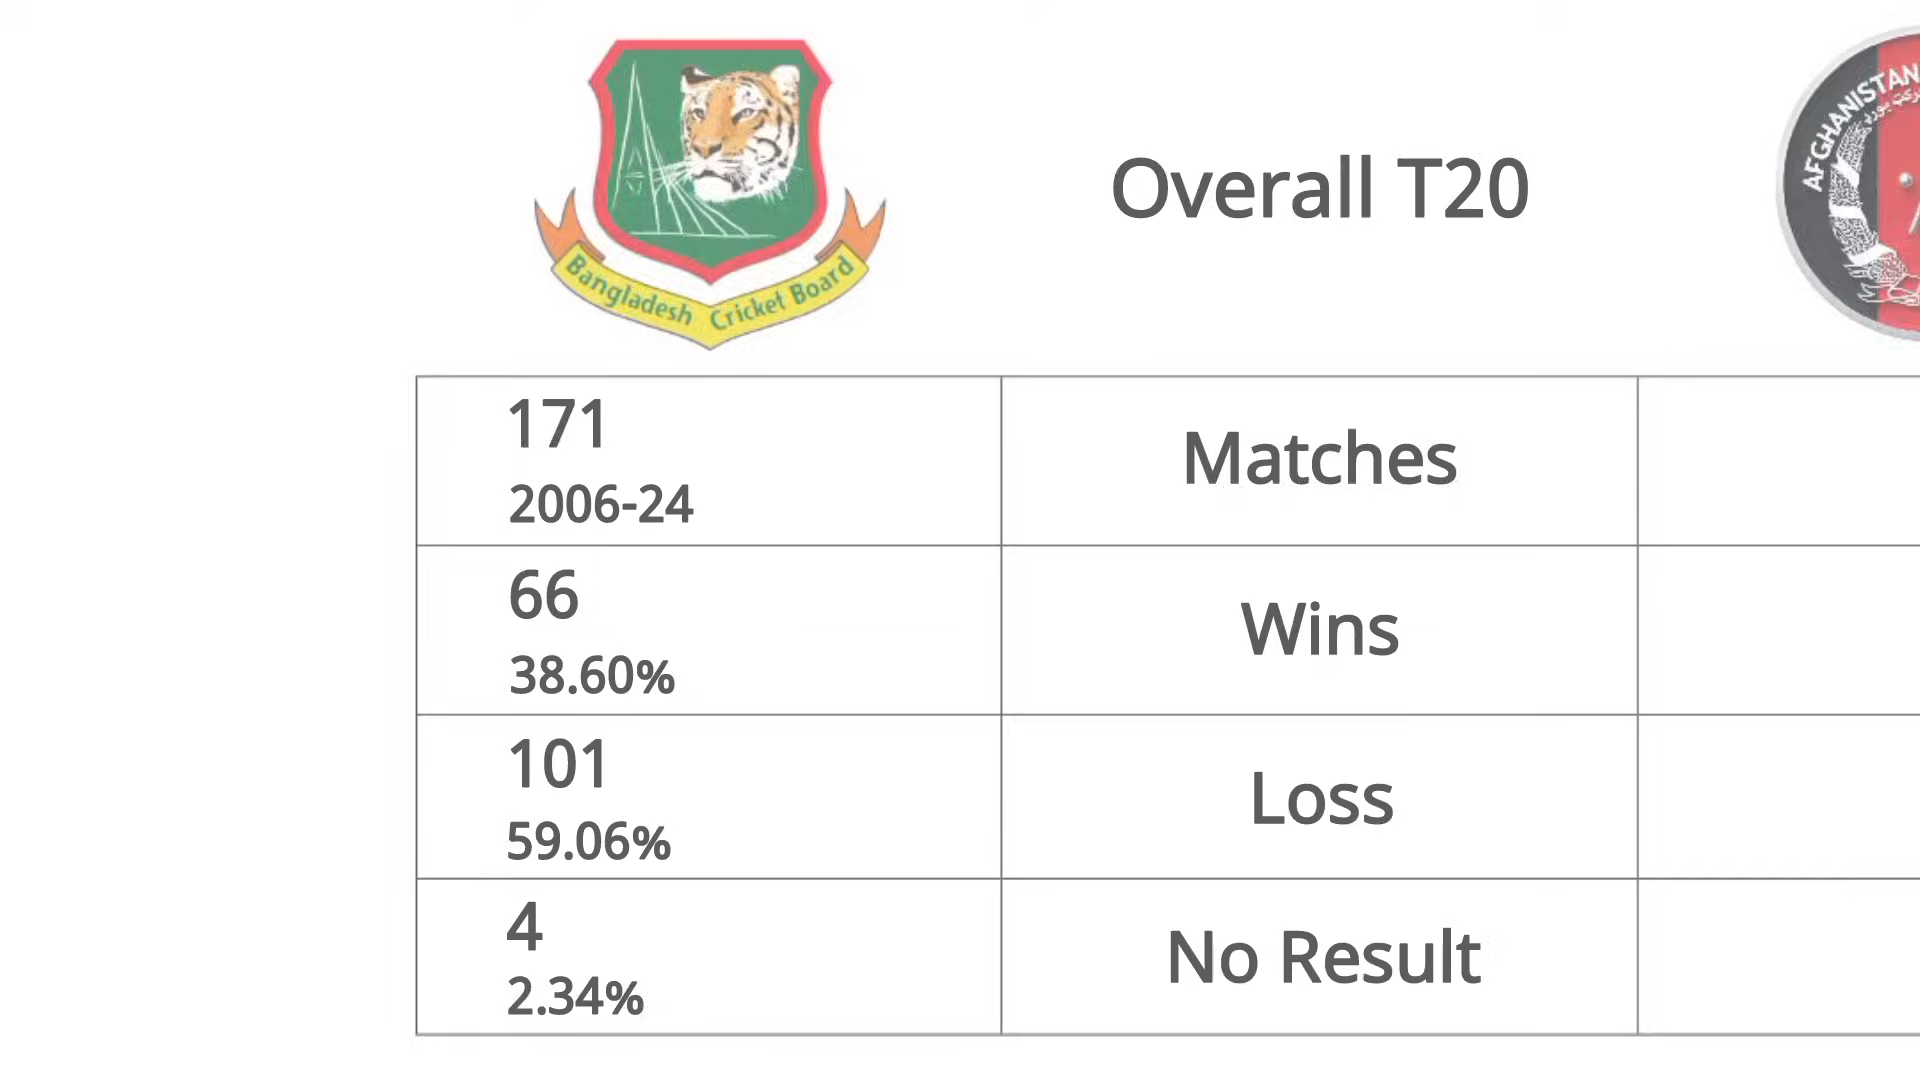 Bangladesh Cricket Board
Overall T20
AFGHANISTAN
171
2006-24
Matches
66
38.60%
Wins
101
59.06%
Loss
4
2.34%
No Result